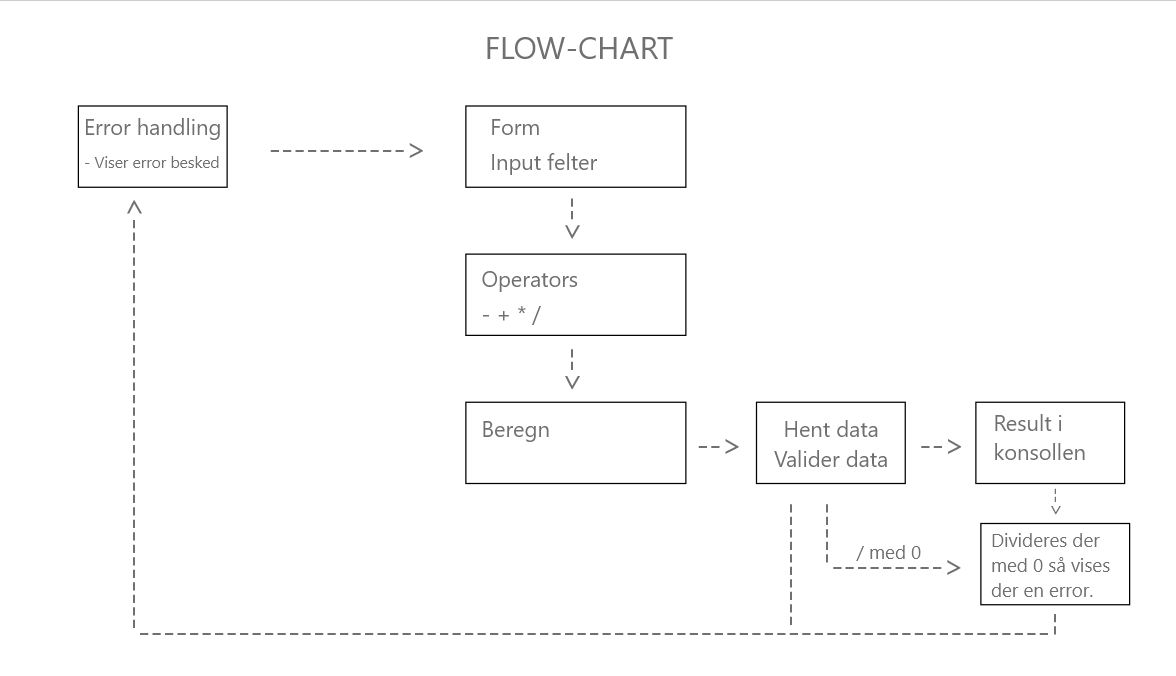 FLOW-CHART
Error handling
- Viser error besked
Form
Input felter
Operators
- + * /
Beregn
Hent data
Valider data
Result i
konsollen
/ med 0
Divideres der
med 0 så vises
der en error.